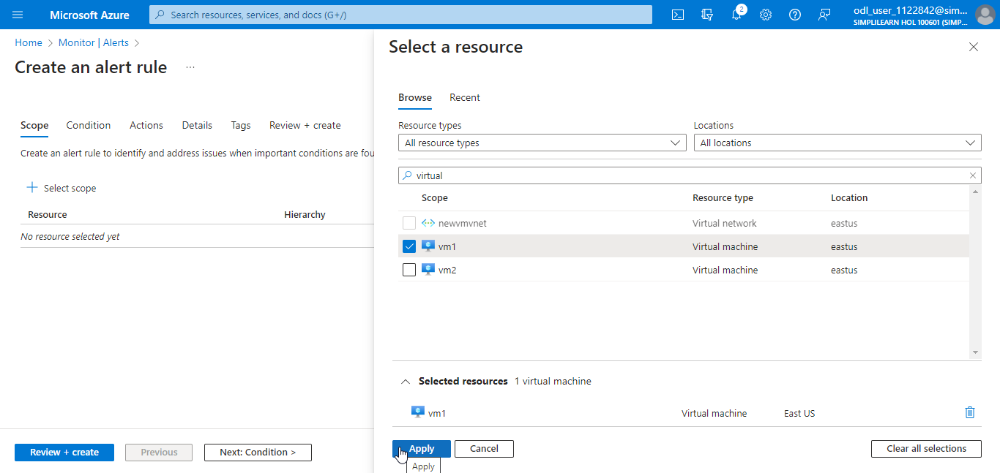 Microsoft Azure
Search resources, services, and docs (G+/)
2
odl_user_1122842@sim...
SIMPLILEARN HOL 100601 (SIMP...
Home > Monitor | Alerts >
Create an alert rule ...
Scope Condition Actions Details Tags Review + create
Create an alert rule to identify and address issues when important conditions are fou
+ Select scope
Resource Hierarchy
No resource selected yet
Review + create Previous Next: Condition >
Select a resource
Browse Recent
Resource types Locations
All resource types All locations
virtual
Scope Resource type Location
newvmvnet Virtual network eastus
vm1 Virtual machine eastus
vm2 Virtual machine eastus
Selected resources 1 virtual machine
vm1 Virtual machine East US
Apply Cancel Clear all selections
Apply